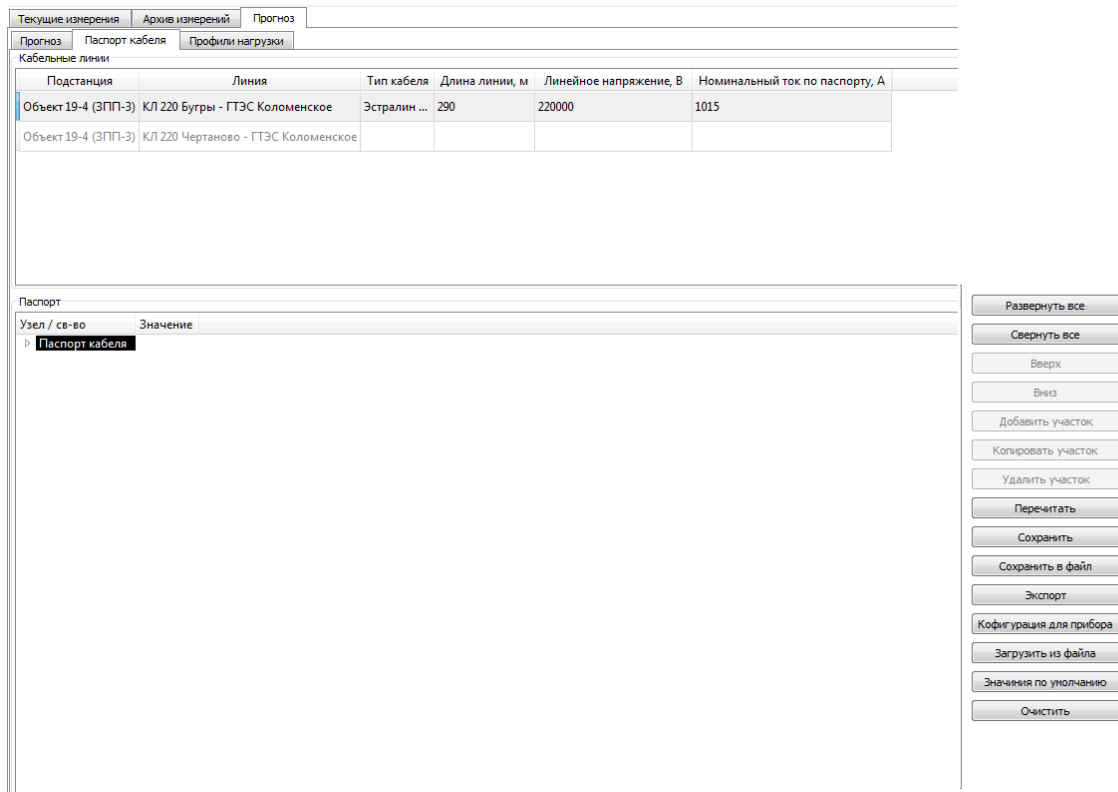 Текущие измерения Архив измерений Прогноз
Прогноз Паспорт кабеля Профили нагрузки
Кабельные линии
Подстанция Линия Тип кабеля Длина линии, м Линейное напряжение, В Номинальный ток по паспорту, А
Объект 19-4 (ЗПП-3) КЛ 220 Бугры - ГТЭС Коломенское Эстралин ... 290 220000 1015
Объект 19-4 (ЗПП-3) КЛ 220 Чертаново - ГТЭС Коломенское
Паспорт
Узел / св-во Значение
Паспорт кабеля
Развернуть все
Свернуть все
Вверх
Вниз
Добавить участок
Копировать участок
Удалить участок
Перечитать
Сохранить
Сохранить в файл
Экспорт
Кофигурация для прибора
Загрузить из файла
Значиния по умолчанию
Очистить